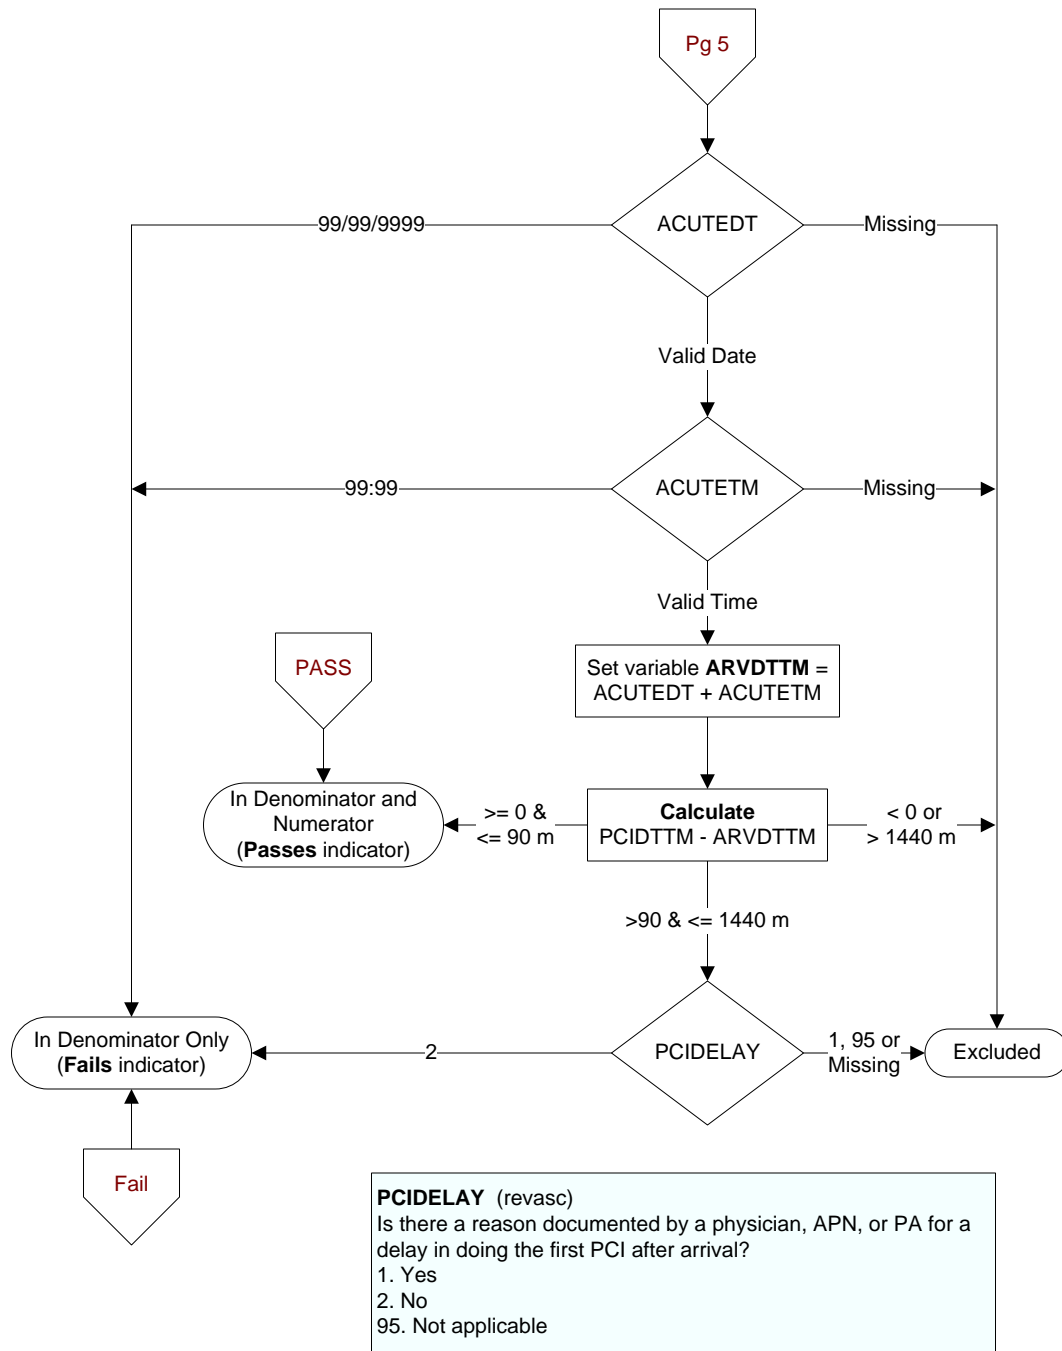 Pg 5
99/99/9999
ACUTEDT
Missing
Valid Date
99:99
ACUTETM
Missing
Valid Time
PASS
Set variable ARVDTTM =
ACUTEDT + ACUTETM
In Denominator and
Numerator
(Passes indicator)
>= 0 &
<= 90 m
Calculate
PCIDTTM - ARVDTTM
< 0 or
> 1440 m
>90 & <= 1440 m
In Denominator Only
(Fails indicator)
2
PCIDELAY
1, 95 or
Missing
Excluded
Fail
PCIDELAY (revasc)
Is there a reason documented by a physician, APN, or PA for a
delay in doing the first PCI after arrival?
1. Yes
2. No
95. Not applicable